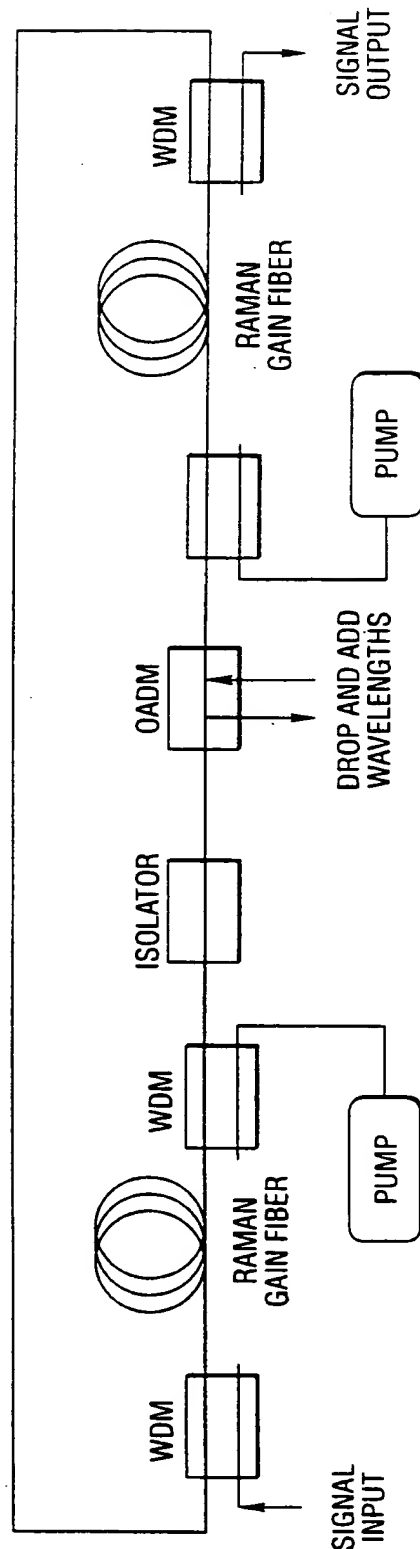 SIGNAL
INPUT
WDM
RAMAN
GAIN FIBER
WDM
PUMP
ISOLATOR
OADM
DROP AND ADD
WAVELENGTHS
PUMP
RAMAN
GAIN FIBER
WDM
SIGNAL
OUTPUT